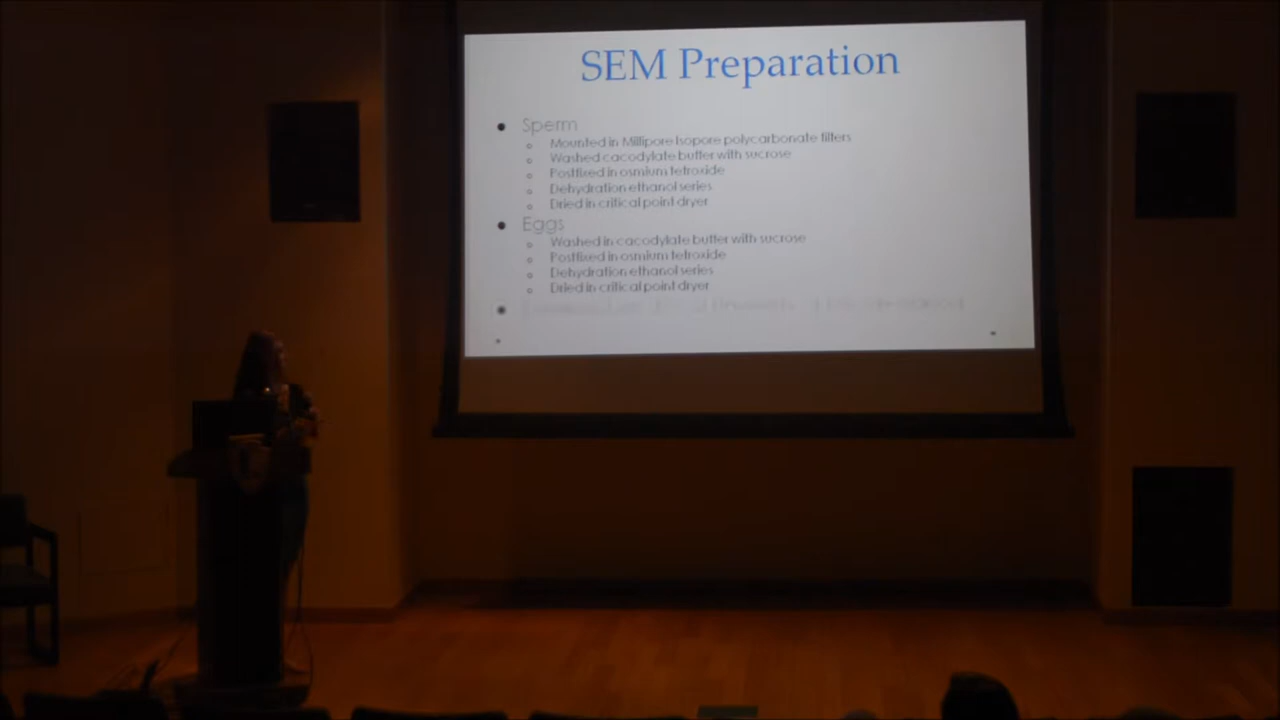 SEM Preparation
Sperm
Mounted in Millipore Isopore polycarbonate filters
Washed cacodylate buffer with sucrose
Postfixed in osmium tetroxide
Dehydration ethanol series
Dried in critical point dryer
Eggs
Washed in cacodylate buffer with sucrose
Postfixed in osmium tetroxide
Dehydration ethanol series
Dried in critical point dryer